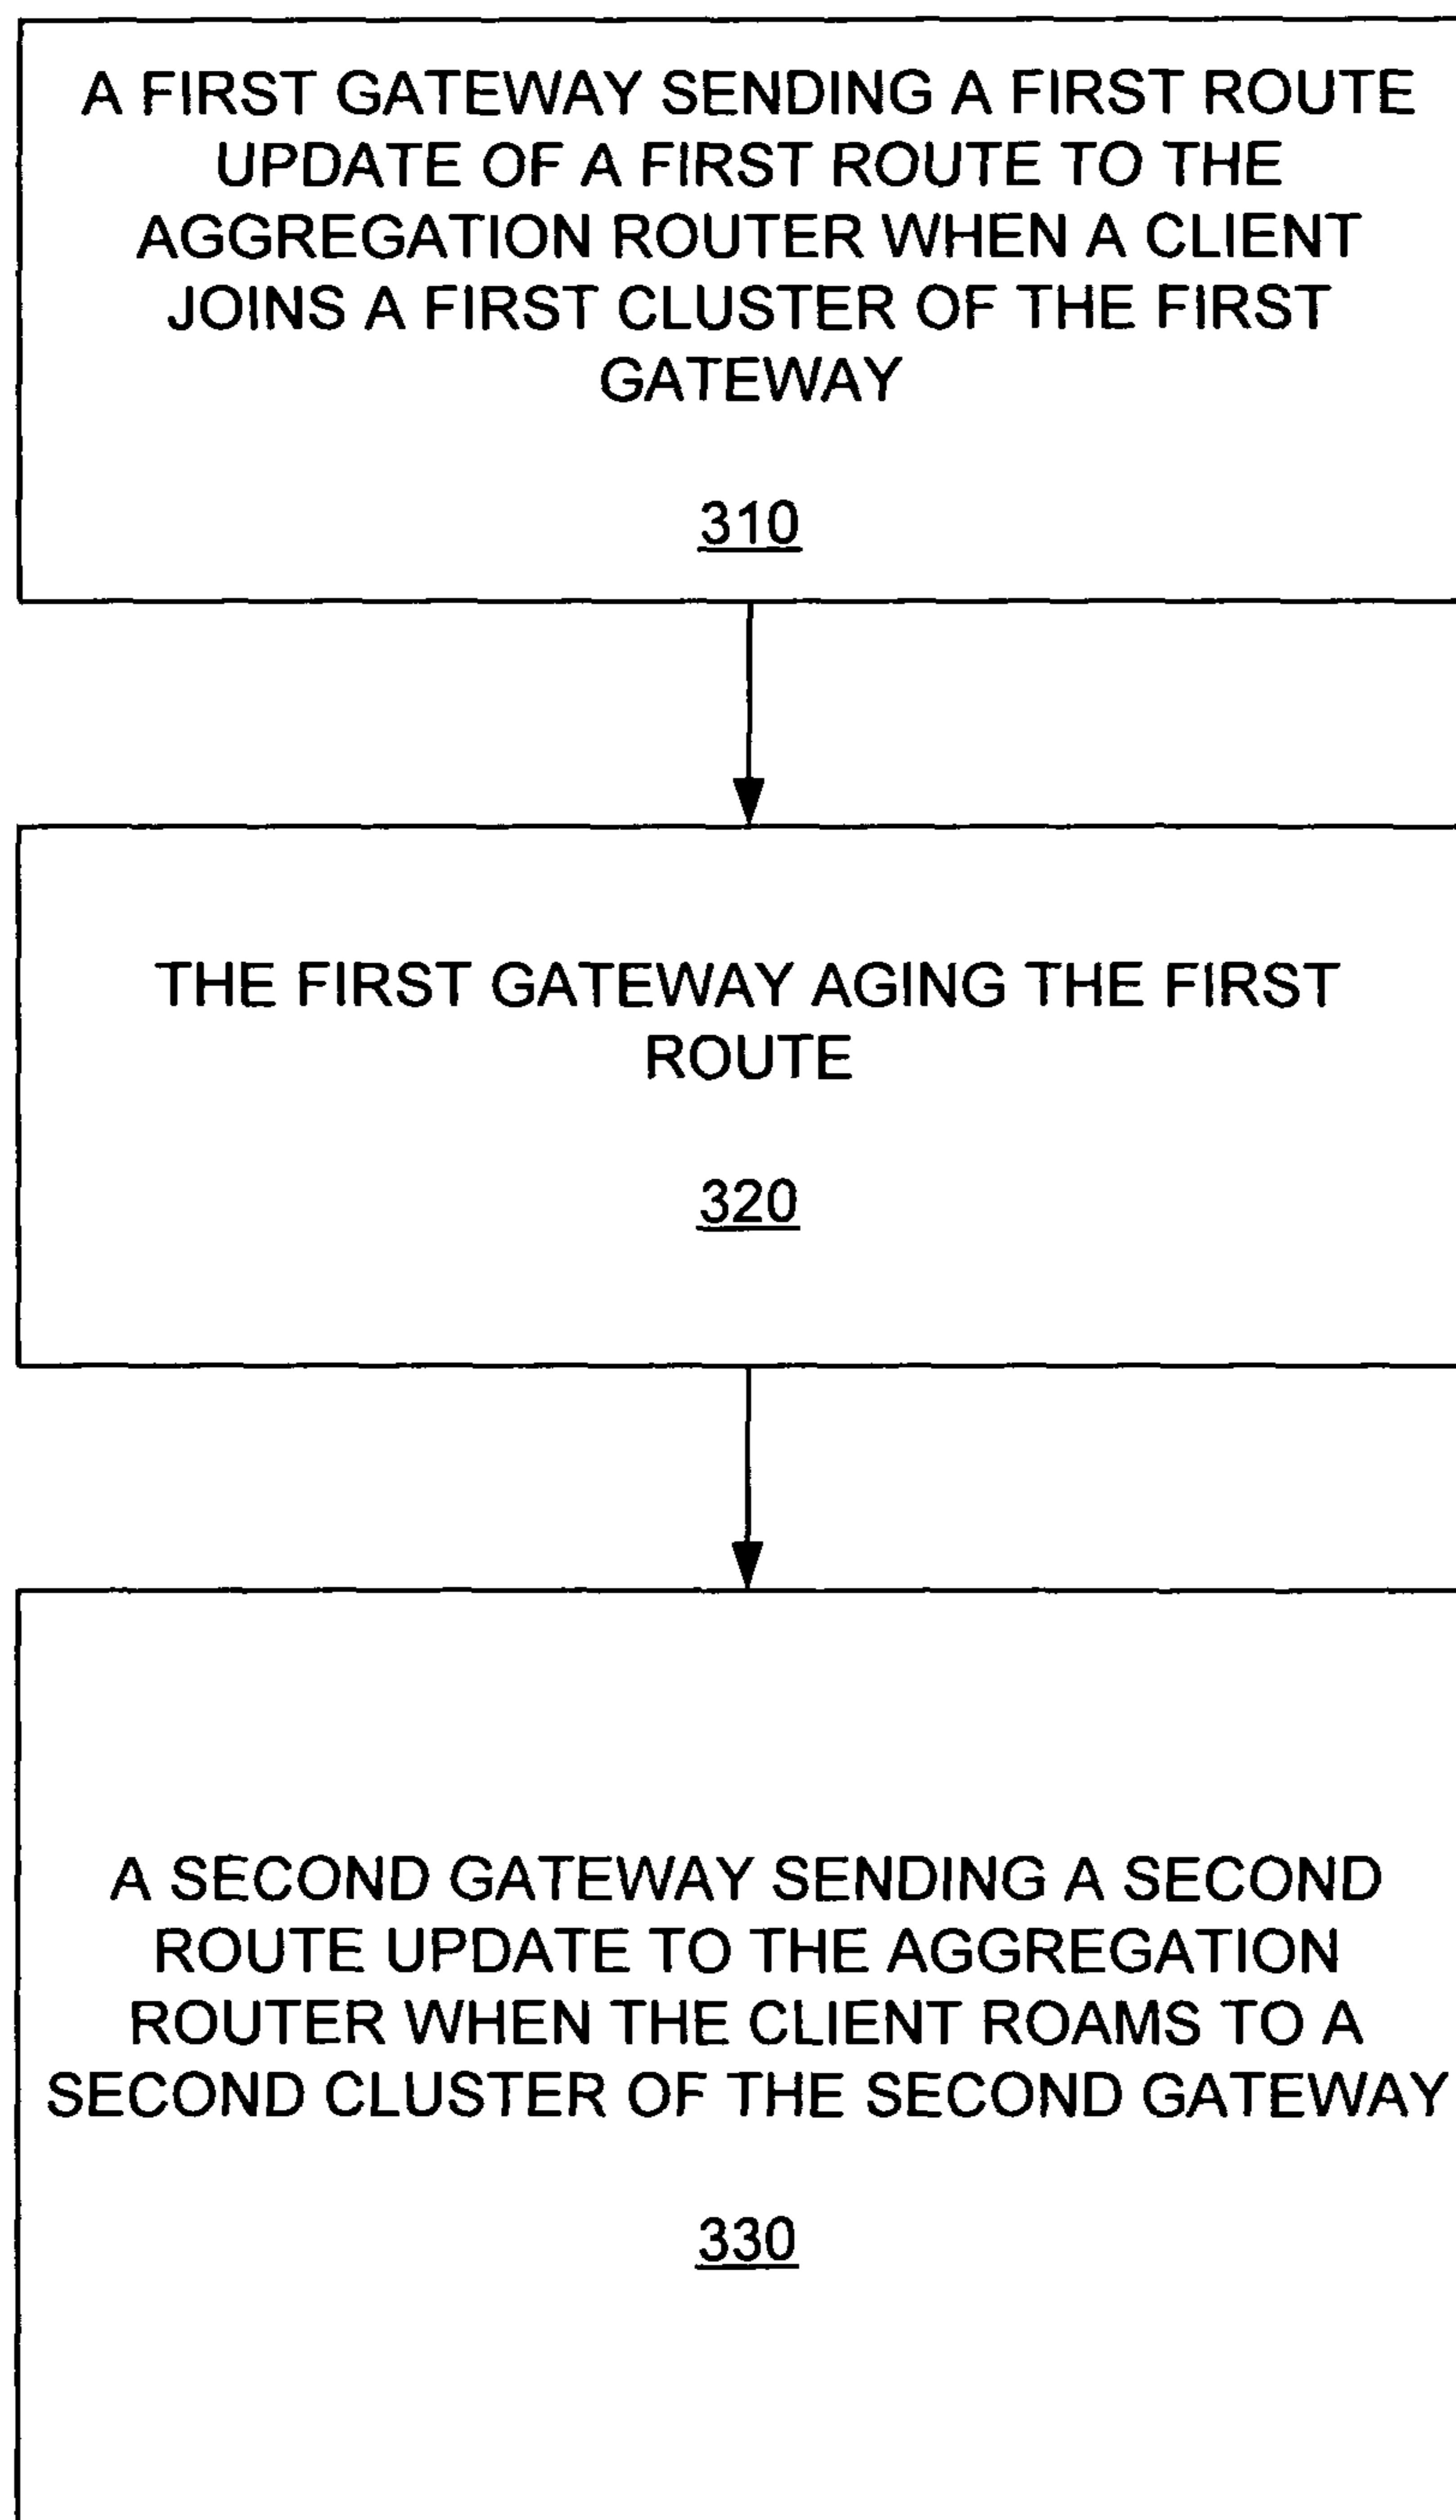 A FIRST GATEWAY SENDING A FIRST ROUTE
UPDATE OF A FIRST ROUTE TO THE
AGGREGATION ROUTER WHEN A CLIENT
JOINS A FIRST CLUSTER OF THE FIRST
GATEWAY
310
THE FIRST GATEWAY AGING THE FIRST
ROUTE
320
A SECOND GATEWAY SENDING A SECOND
ROUTE UPDATE TO THE AGGREGATION
ROUTER WHEN THE CLIENT ROAMS TO A
SECOND CLUSTER OF THE SECOND GATEWAY
330